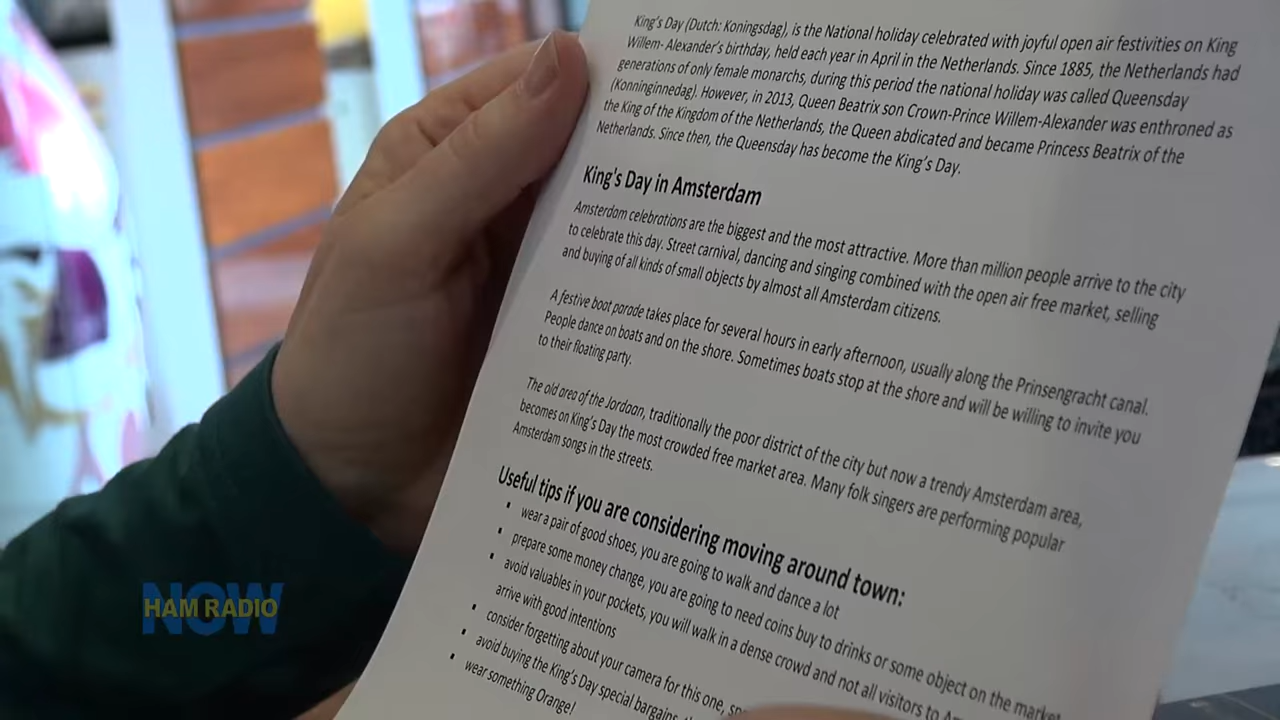 King's Day (Dutch: Koningsdag), is the National holiday celebrated with joyful open air festivities on King
Willem- Alexander's birthday, held each year in April in the Netherlands. Since 1885, the Netherlands had
generations of only female monarchs, during this period the national holiday was called Queensday
(Konninginnedag). However, in 2013, Queen Beatrix son Crown-Prince Willem-Alexander was enthroned as
the King of the Kingdom of the Netherlands, the Queen abdicated and became Princess Beatrix of the
Netherlands. Since then, the Queensday has become the King's Day.
King's Day in Amsterdam
Amsterdam celebrations are the biggest and the most attractive. More than million people arrive to the city
to celebrate this day. Street carnival, dancing and singing combined with the open air free market, selling
and buying of all kinds of small objects by almost all Amsterdam citizens.
A festive boat parade takes place for several hours in early afternoon, usually along the Prinsengracht canal.
People dance on boats and on the shore. Sometimes boats stop at the shore and will be willing to invite you
to their floating party.
The old area of the Jordaan, traditionally the poor district of the city but now a trendy Amsterdam area,
becomes on King's Day the most crowded free market area. Many folk singers are performing popular
Amsterdam songs in the streets.
Useful tips if you are considering moving around town:
• wear a pair of good shoes, you are going to walk and dance a lot
• prepare some money change, you are going to need coins buy to drinks or some object on the market
• avoid valuables in your pockets, you will walk in a dense crowd and not all visitors to
arrive with good intentions
• consider forgetting about your camera for this one,
• avoid buying the King's Day special bargains,
• wear something Orange!
NOW
HAM RADIO